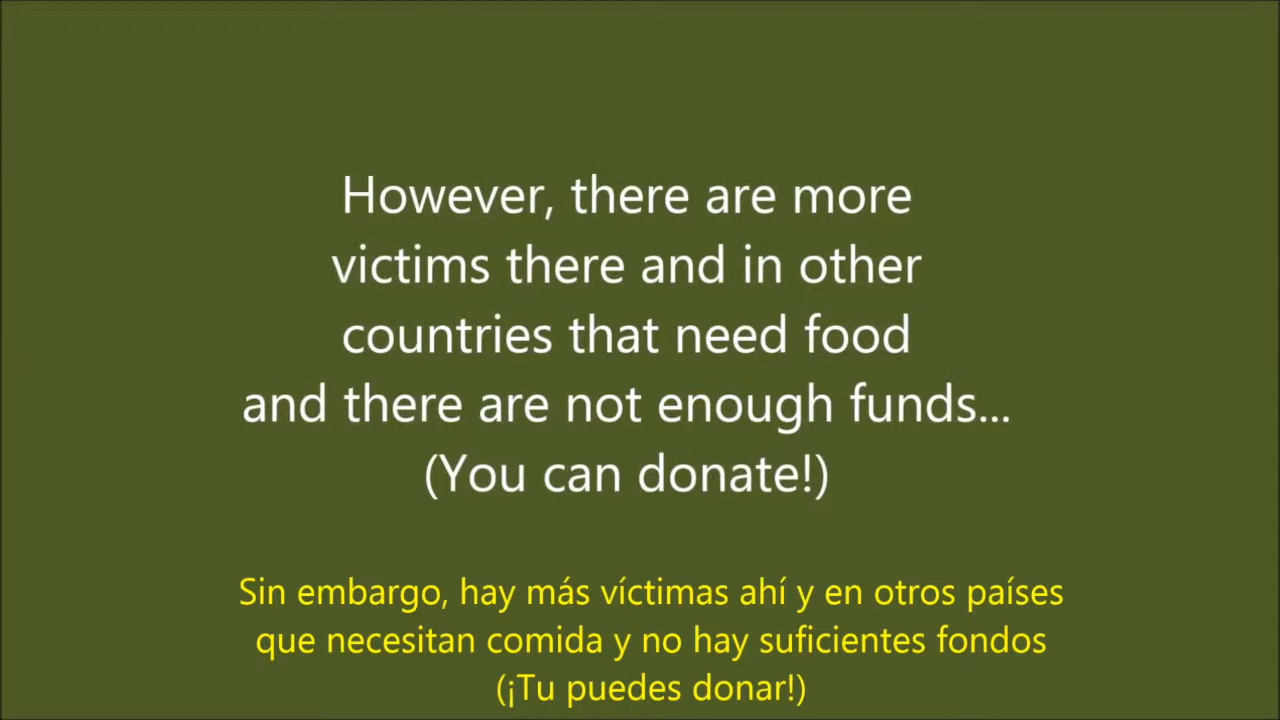 However, there are more
victims there and in other
countries that need food
and there are not enough funds...
(You can donate!)
Sin embargo, hay más víctimas ahí y en otros países
que necesitan comida y no hay suficientes fondos
(¡Tu puedes donar!)